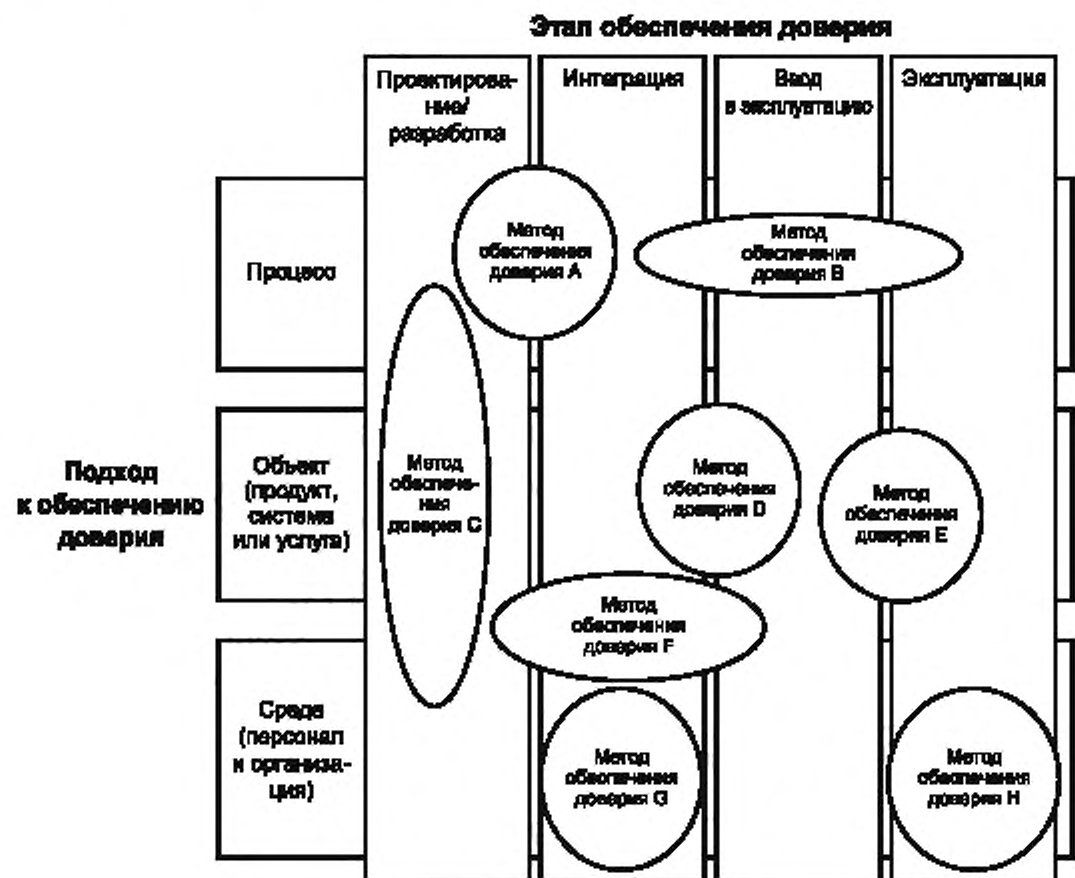 Этап обеспечения доверия
Проектирова-
ние/
разработка
Интеграция
Ввод
в эксплуатацию
Эксплуатация
Процесс
Метод
обеспечения
доверия A
Метод
обеспечения
доверия B
Подход
к обеспечению
доверия
Объект
(продукт,
система
или услуга)
Метод
обеспече-
ния
доверия C
Метод
обеспечения
доверия D
Метод
обеспечения
доверия E
Метод
обеспечения
доверия F
Среда
(персонал
и организа-
ция)
Метод
обеспечения
доверия G
Метод
обеспечения
доверия H